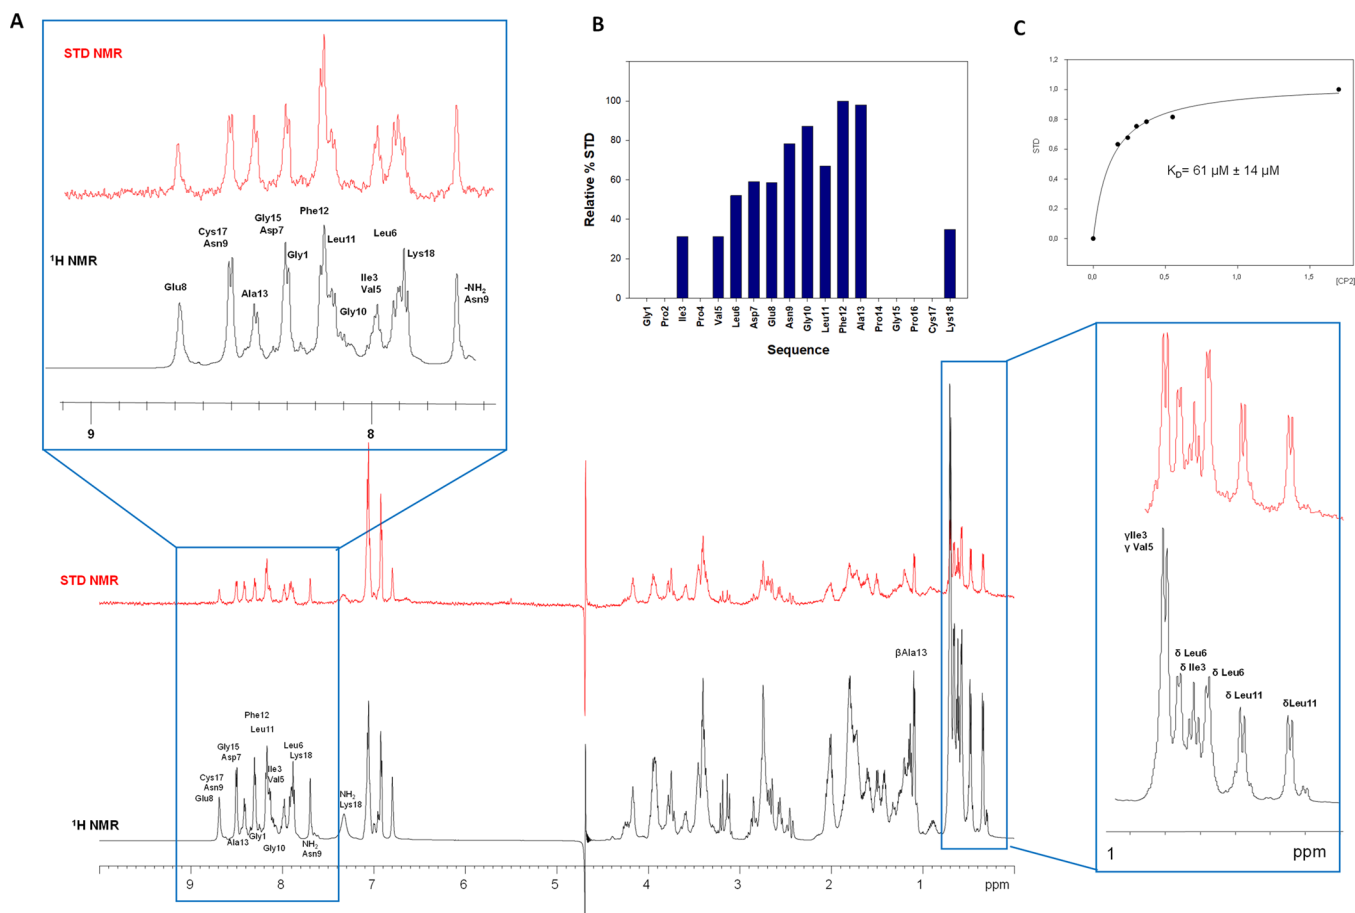 A
STD NMR
¹H NMR
Glu8
Cys17
Asn9
Ala13
Gly15
Asp7
Gly1
Phe12
Leu11
Gly10
Ile3
Val5
Leu6
Lys18
-NH₂
Asn9
9
8
B
Relative % STD
100
80
60
40
20
0
Gly1
Pro2
Ile3
Pro4
Val5
Leu6
Asp7
Glu8
Asn9
Gly10
Leu11
Phe12
Ala13
Pro14
Gly15
Pro16
Cys17
Lys18
Sequence
C
STD
1,2
1,0
0,8
0,6
0,4
0,2
0,0
K_D= 61 µM ± 14 µM
0,0
0,5
1,0
1,5
[CP2]
STD NMR
¹H NMR
Phe12
Leu11
Gly15
Asp7
Leu6
Lys18
Ile3
Val5
Cys17
Asn9
Glu8
Ala13
Gly1
Gly10
NH₂
Asn9
NH₂
Lys18
βAla13
9
8
7
6
5
4
3
2
1
ppm
γIle3
γ Val5
δ Leu6
δ Ile3
δ Leu6
δ Leu11
δLeu11
1
ppm